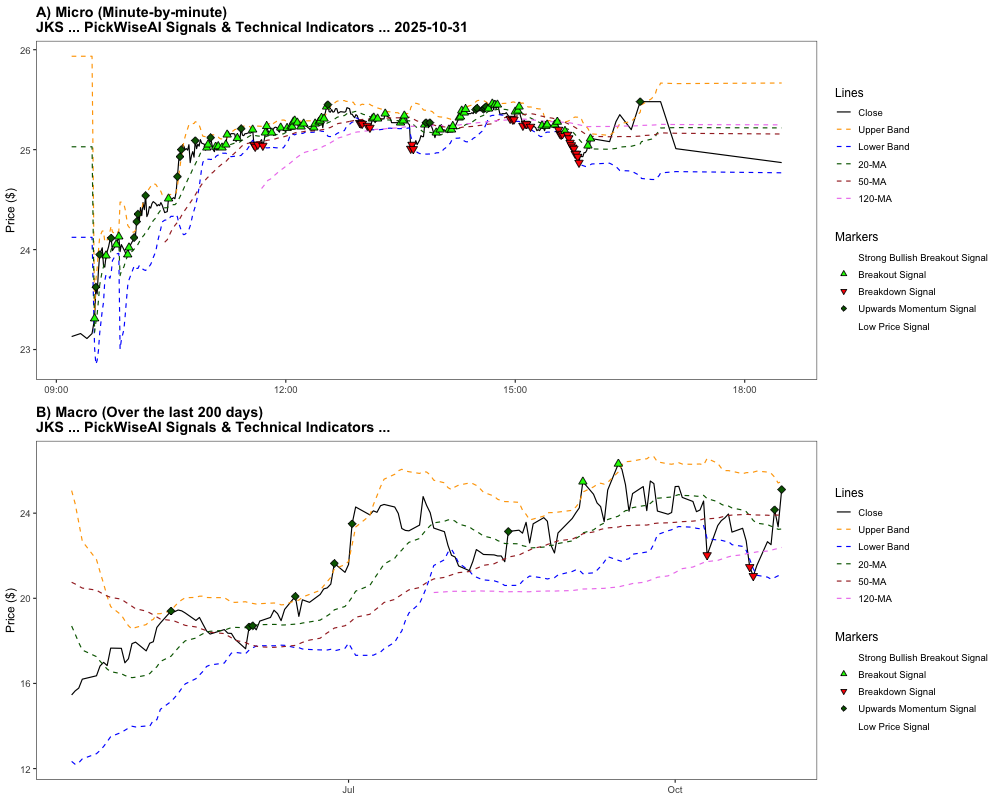 A) Micro (Minute-by-minute)
JKS ... PickWiseAI Signals & Technical Indicators ... 2025-10-31
26
25
24
23
Price ($)
09:00
12:00
15:00
18:00
Lines
Close
Upper Band
Lower Band
20-MA
50-MA
120-MA
Markers
Strong Bullish Breakout Signal
Breakout Signal
Breakdown Signal
Upwards Momentum Signal
Low Price Signal
B) Macro (Over the last 200 days)
JKS ... PickWiseAI Signals & Technical Indicators ...
24
20
16
12
Price ($)
Jul
Oct
Lines
Close
Upper Band
Lower Band
20-MA
50-MA
120-MA
Markers
Strong Bullish Breakout Signal
Breakout Signal
Breakdown Signal
Upwards Momentum Signal
Low Price Signal